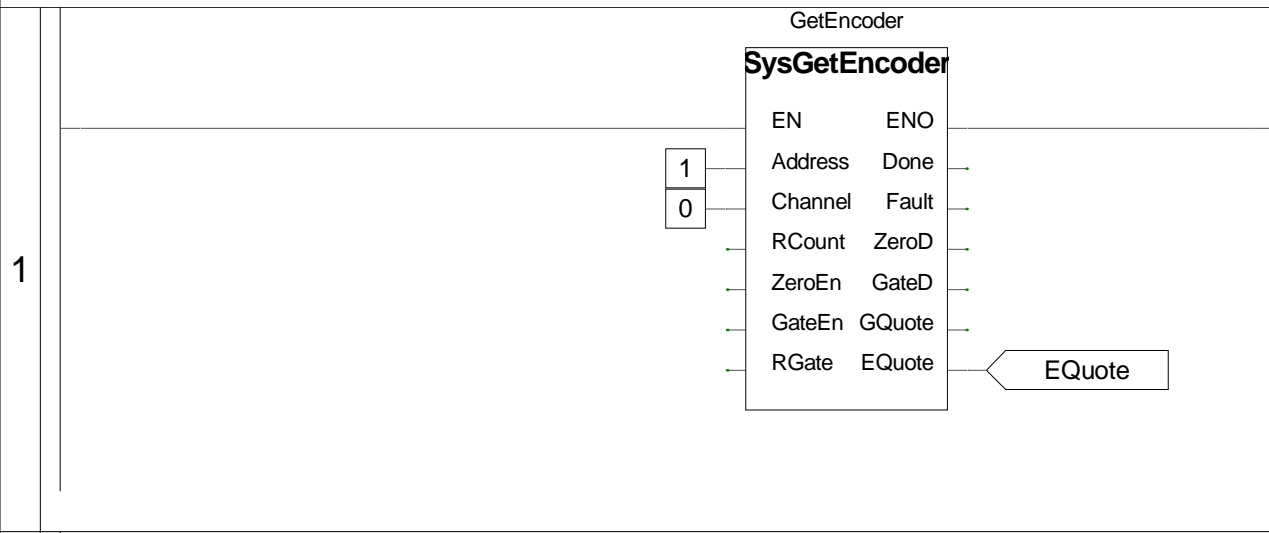 GetEncoder
SysGetEncoder
EN ENO
1 Address Done
0 Channel Fault
RCount ZeroD
1 ZeroEn GateD
GateEn GQuote
RGate EQuote EQuote